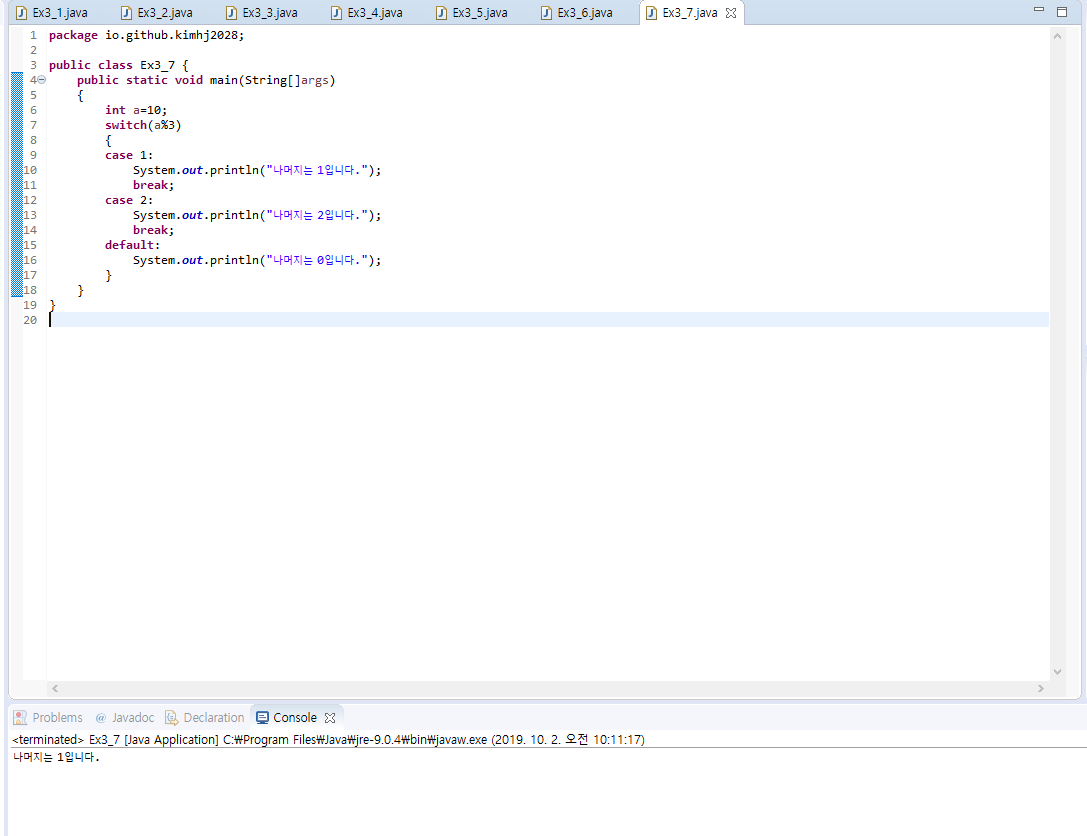 Ex3_1.java Ex3_2.java Ex3_3.java Ex3_4.java Ex3_5.java Ex3_6.java Ex3_7.java
1 package io.github.kimhj2028;
2
3 public class Ex3_7 {
4 public static void main(String[]args)
5 {
6 int a=10;
7 switch(a%3)
8 {
9 case 1:
10 System.out.println("나머지는 1입니다.");
11 break;
12 case 2:
13 System.out.println("나머지는 2입니다.");
14 break;
15 default:
16 System.out.println("나머지는 0입니다.");
17 }
18 }
19 }
20
Problems @ Javadoc Declaration Console
<terminated> Ex3_7 [Java Application] C:₩Program Files₩Java₩jre-9.0.4₩bin₩javaw.exe (2019. 10. 2. 오전 10:11:17)
나머지는 1입니다.